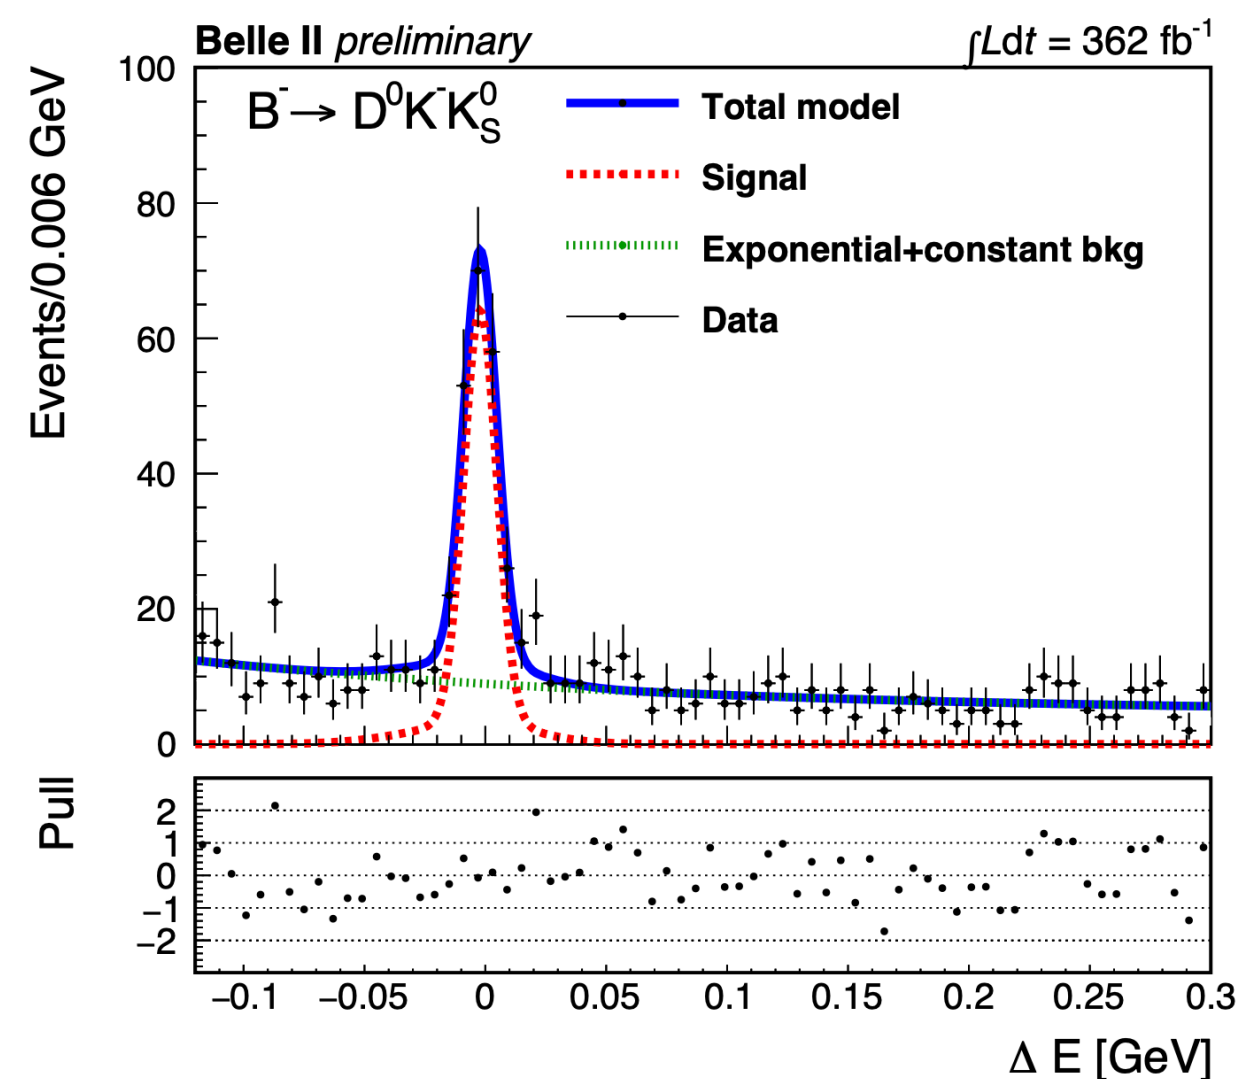 Belle II preliminary ∫Ldt = 362 fb⁻¹
B⁻ → D⁰K⁻K⁰S
Total model
Signal
Exponential+constant bkg
Data
Events/0.006 GeV
100
80
60
40
20
0
Pull
2
1
0
−1
−2
−0.1 −0.05 0 0.05 0.1 0.15 0.2 0.25 0.3
Δ E [GeV]